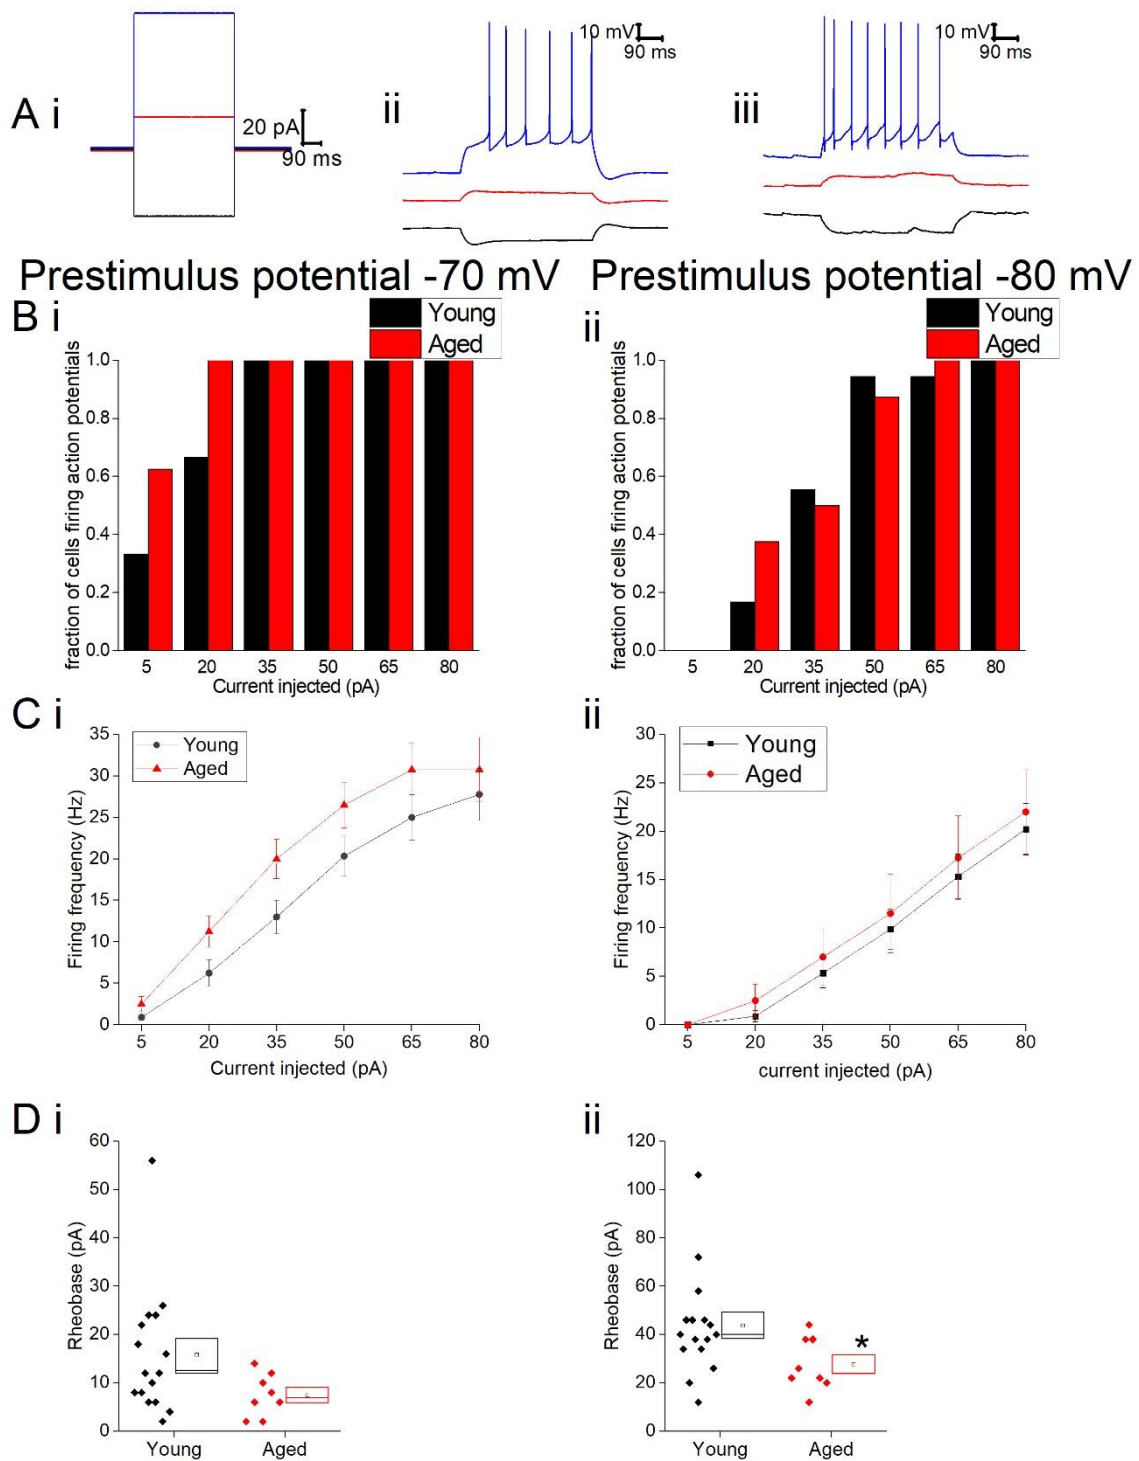 A i
20 pA
90 ms
ii
10 mV
90 ms
iii
10 mV
90 ms
Prestimulus potential -70 mV
Prestimulus potential -80 mV
B i
Young
Aged
fraction of cells firing action potentials
1.0
0.8
0.6
0.4
0.2
0.0
5 20 35 50 65 80
Current injected (pA)
ii
Young
Aged
fraction of cells firing action potentials
1.0
0.8
0.6
0.4
0.2
0.0
5 20 35 50 65 80
Current injected (pA)
C i
Young
Aged
Firing frequency (Hz)
35
30
25
20
15
10
5
0
5 20 35 50 65 80
Current injected (pA)
ii
Young
Aged
Firing frequency (Hz)
30
25
20
15
10
5
0
5 20 35 50 65 80
current injected (pA)
D i
Rheobase (pA)
60
50
40
30
20
10
0
Young Aged
ii
Rheobase (pA)
120
100
80
60
40
20
0
*
Young Aged